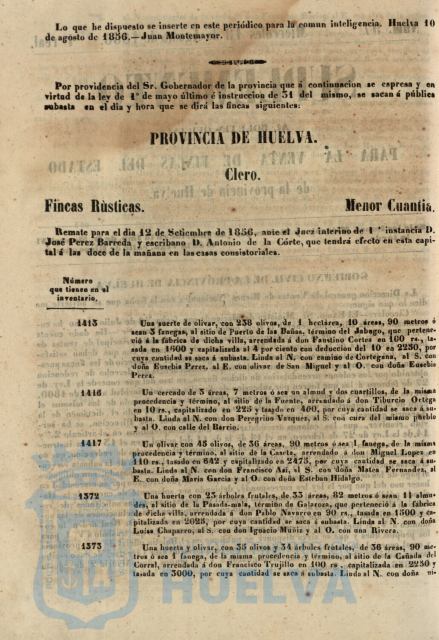 Lo que he dispuesto se inserte en este periódico para la comun inteligencia. Huelva 10
de agosto de 1856.—Juan Montemayor.
Por providencia del Sr. Gobernador de la provincia que á continuacion se espresa y en
virtud de la ley de 1.º de mayo último é instruccion de 31 del mismo, se sacan á pública
subasta en el dia y hora que se dirá las fincas siguientes:
PROVINCIA DE HUELVA.
Clero.
Fincas Rùsticas. Menor Cuantia.
Remate para el dia 12 de Setiembre de 1856, ante el Juez interino de 1.ª instancia D.
José Perez Barreda y escribano D. Antonio de la Córte, que tendrá efecto en esta capi-
tal á las doce de la mañana en las casas consistoriales.
Número
que tienen en el
inventario.
1415 Una suerte de olivar, con 258 olivos, de 1 hectárea, 10 áreas, 90 metros ó
sean 3 fanegas, al sitio de Puerto de las Bañas, término del Jabugo, que pertene-
ció á la fábrica de dicha villa, arrendada á don Faustino Cortes en 100 rs., ta-
sada en 1600 y capitalizada al 4 por ciento con deduccion del 10 en 2250, por
cuya cantidad se saca á subasta. Linda al N. con camino de Cortegana, al S. con
doña Eusebia Perez, al E. con olivar de San Miguel y al O. con doña Eusebia
Perez.
1416 Un cercado de 5 áreas, 7 metros ó sea un almud y dos cuartillos, de la misma
procedencia y término, al sitio de la Fuente, arrendado á don Tiburcio Ortega
en 10 rs., capitalizado en 225 y tasado en 400, por cuya cantidad se saca á su-
basta. Linda al N. con don Peregrino Vazquez, al S. con cura del mismo pueblo
y al O. con calle del Barrio.
1417 Un olivar con 45 olivos, de 36 áreas, 90 metros ó sea 1 fanega, de la misma
procedencia y término, al sitio de la Caseta, arrendado á don Miguel Lopez en
110 rs., tasado en 642 y capitalizado en 2475, por cuya cantidad se saca á su-
basta. Linda al N. con don Francisco Asi, al S. con doña Matea Fernandez, al
E. con doña Maria Garcia y al O. con doña Esteban Hidalgo.
1572 Una huerta con 25 árboles frutales, de 33 áreas, 82 metros ó sean 11 almu-
des, al sitio de la Pasada-mala, término de Galaroza, que perteneció á la fábrica
de dicha villa, arrendada á don Pablo Navarro en 90 rs., tasada en 1500 y ca-
pitalizada en 2025, por cuya cantidad se saca á subasta. Linda al N. con doña
Luisa Chaparro, al S. con don Ignacio Muñiz y al O. con una Rivera.
1573 Una huerta y olivar, con 35 olivos y 34 árboles frutales, de 36 áreas, 90 me-
tros ó sea 1 fanega, de la misma procedencia y término, al sitio de la Cañada del
Corral, arrendada á don Francisco Trujillo en 100 rs., capitalizada en 2250 y
tasada en 3000, por cuya cantidad se saca á subasta. Linda al N. con doña
HUELVA